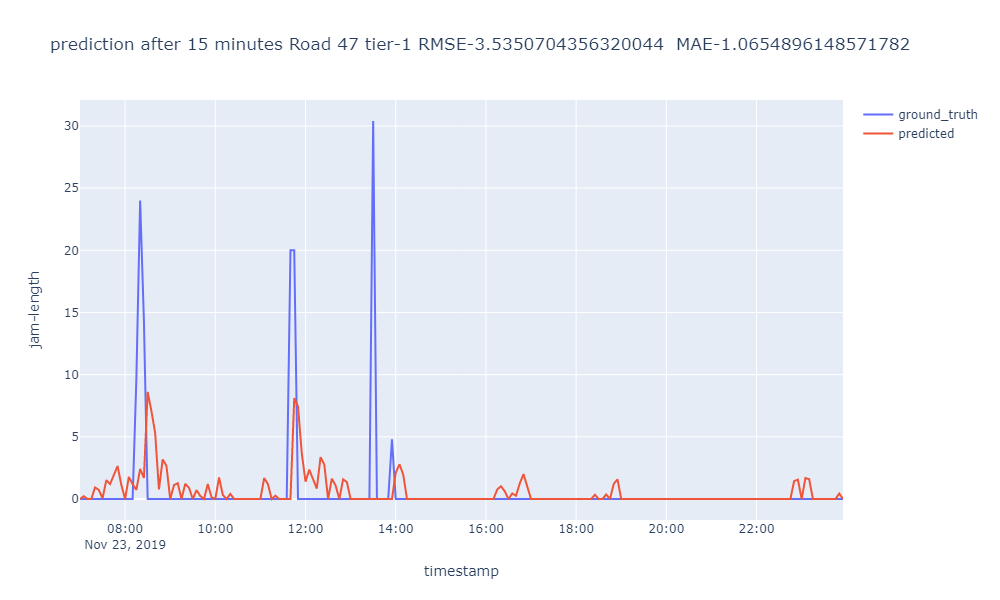 prediction after 15 minutes Road 47 tier-1 RMSE-3.5350704356320044  MAE-1.0654896148571782
ground_truth
predicted
jam-length
30
25
20
15
10
5
0
08:00 10:00 12:00 14:00 16:00 18:00 20:00 22:00
Nov 23, 2019
timestamp